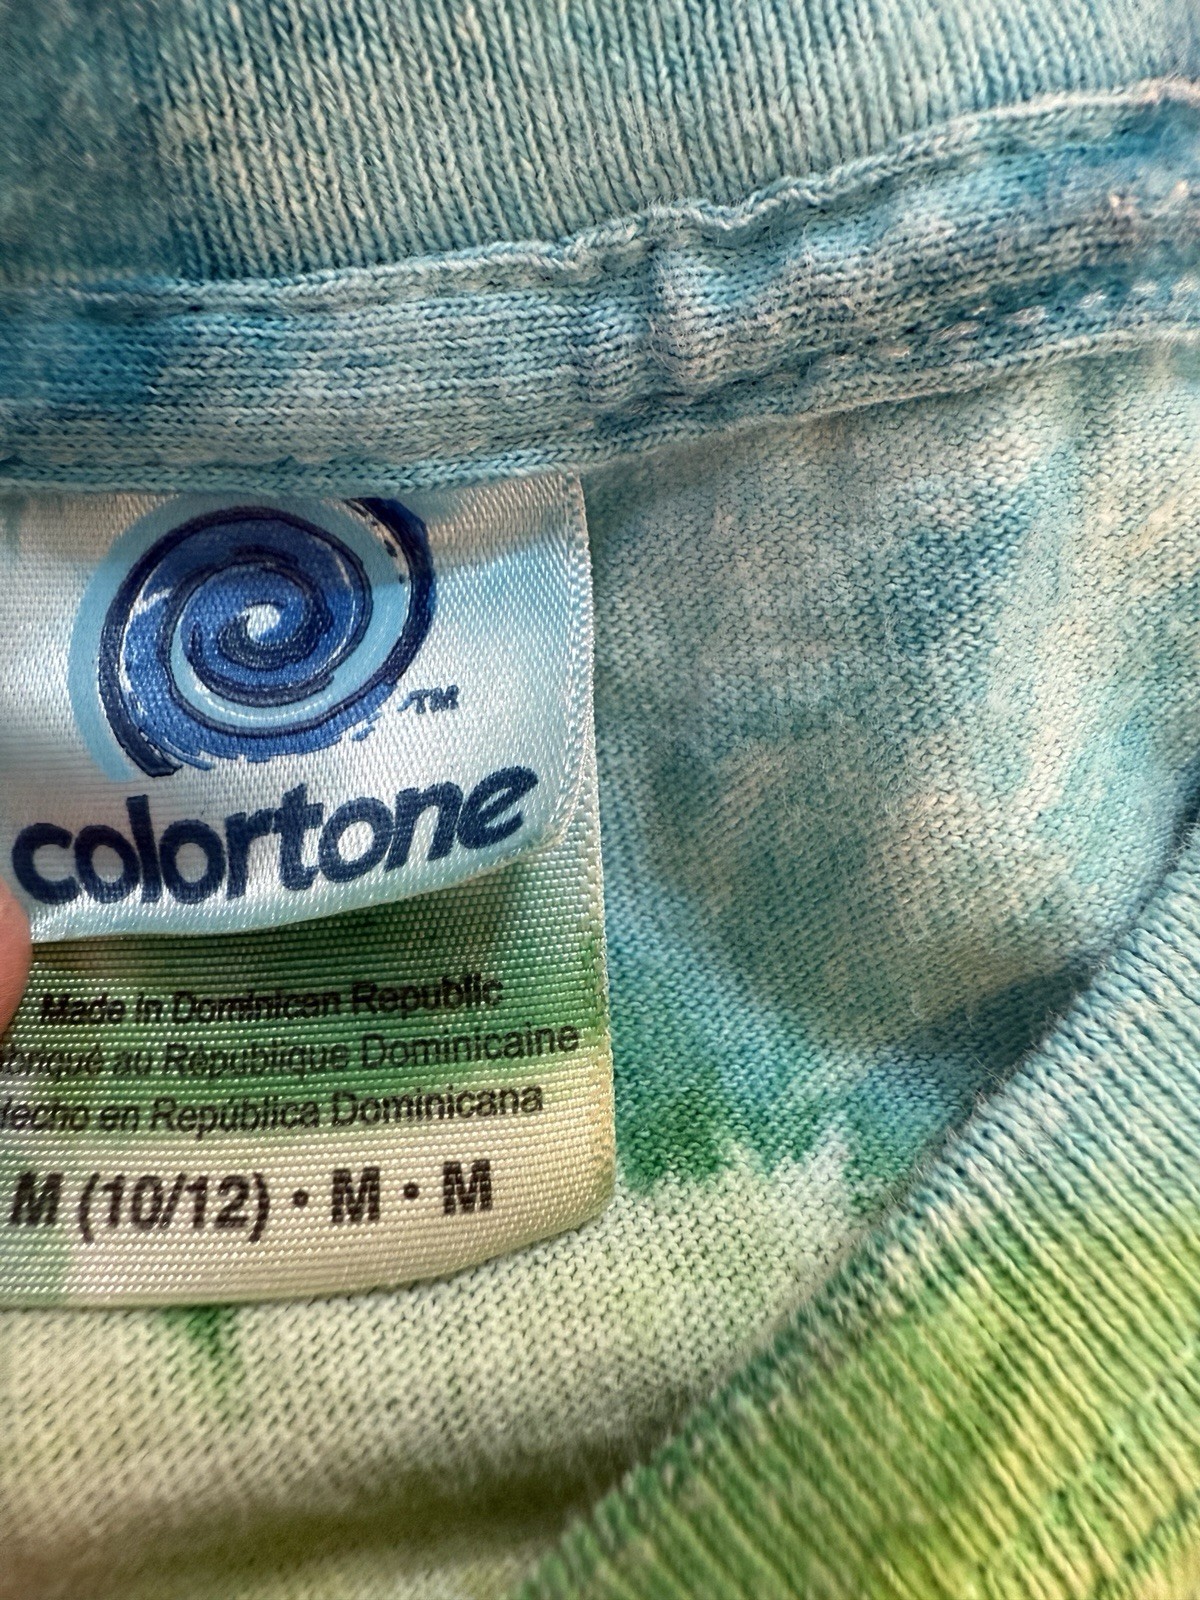 TM
colortone
Made in Dominican Republic
au République Dominicaine
en República Dominicana
M (10/12) • M • M